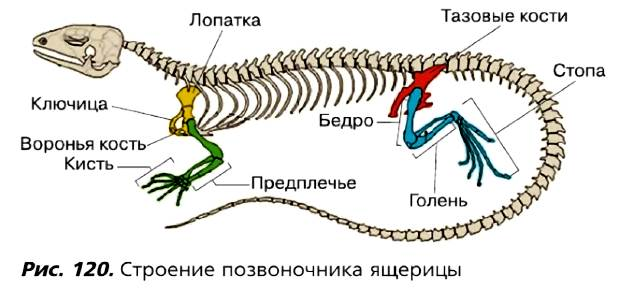 Лопатка
Тазовые кости
Стопа
Ключица
Бедро
Воронья кость
Кисть
Предплечье
Голень
Рис. 120. Строение позвоночника ящерицы